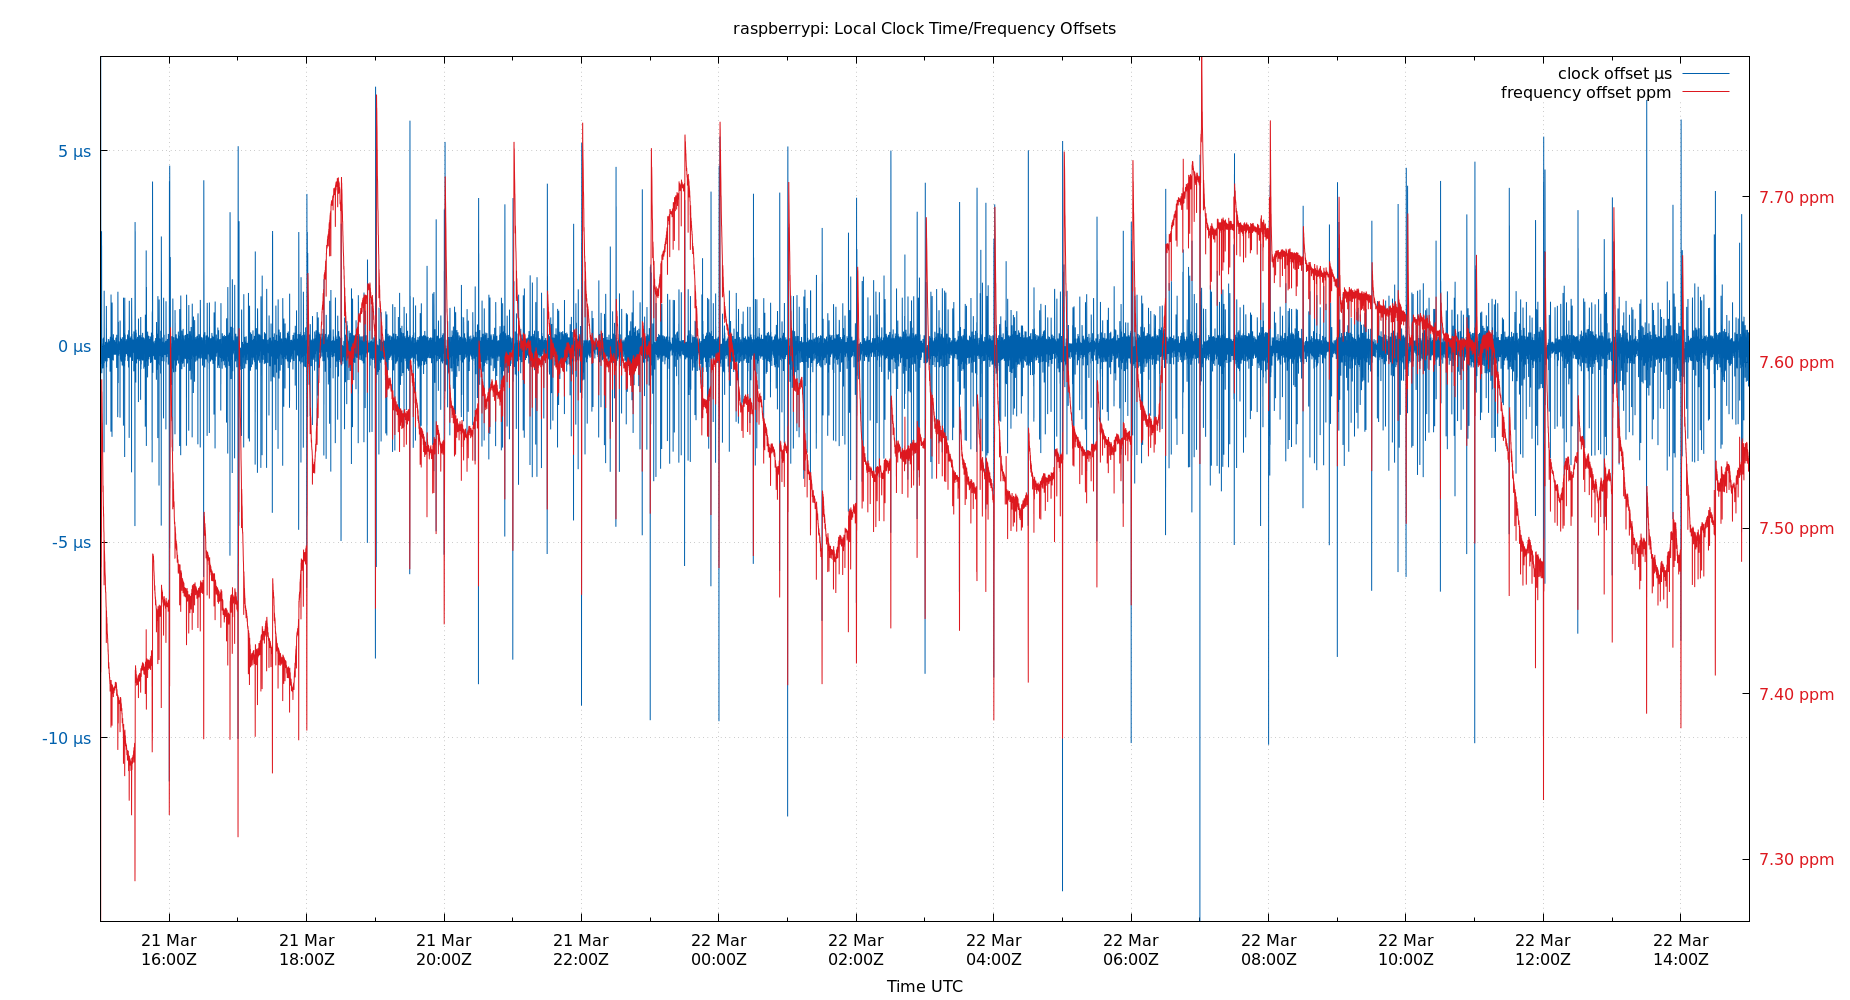 raspberrypi: Local Clock Time/Frequency Offsets
clock offset µs
frequency offset ppm
5 µs
0 µs
-5 µs
-10 µs
7.70 ppm
7.60 ppm
7.50 ppm
7.40 ppm
7.30 ppm
21 Mar 21 Mar 21 Mar 21 Mar 22 Mar 22 Mar 22 Mar 22 Mar 22 Mar 22 Mar 22 Mar 22 Mar
16:00Z 18:00Z 20:00Z 22:00Z 00:00Z 02:00Z 04:00Z 06:00Z 08:00Z 10:00Z 12:00Z 14:00Z
Time UTC